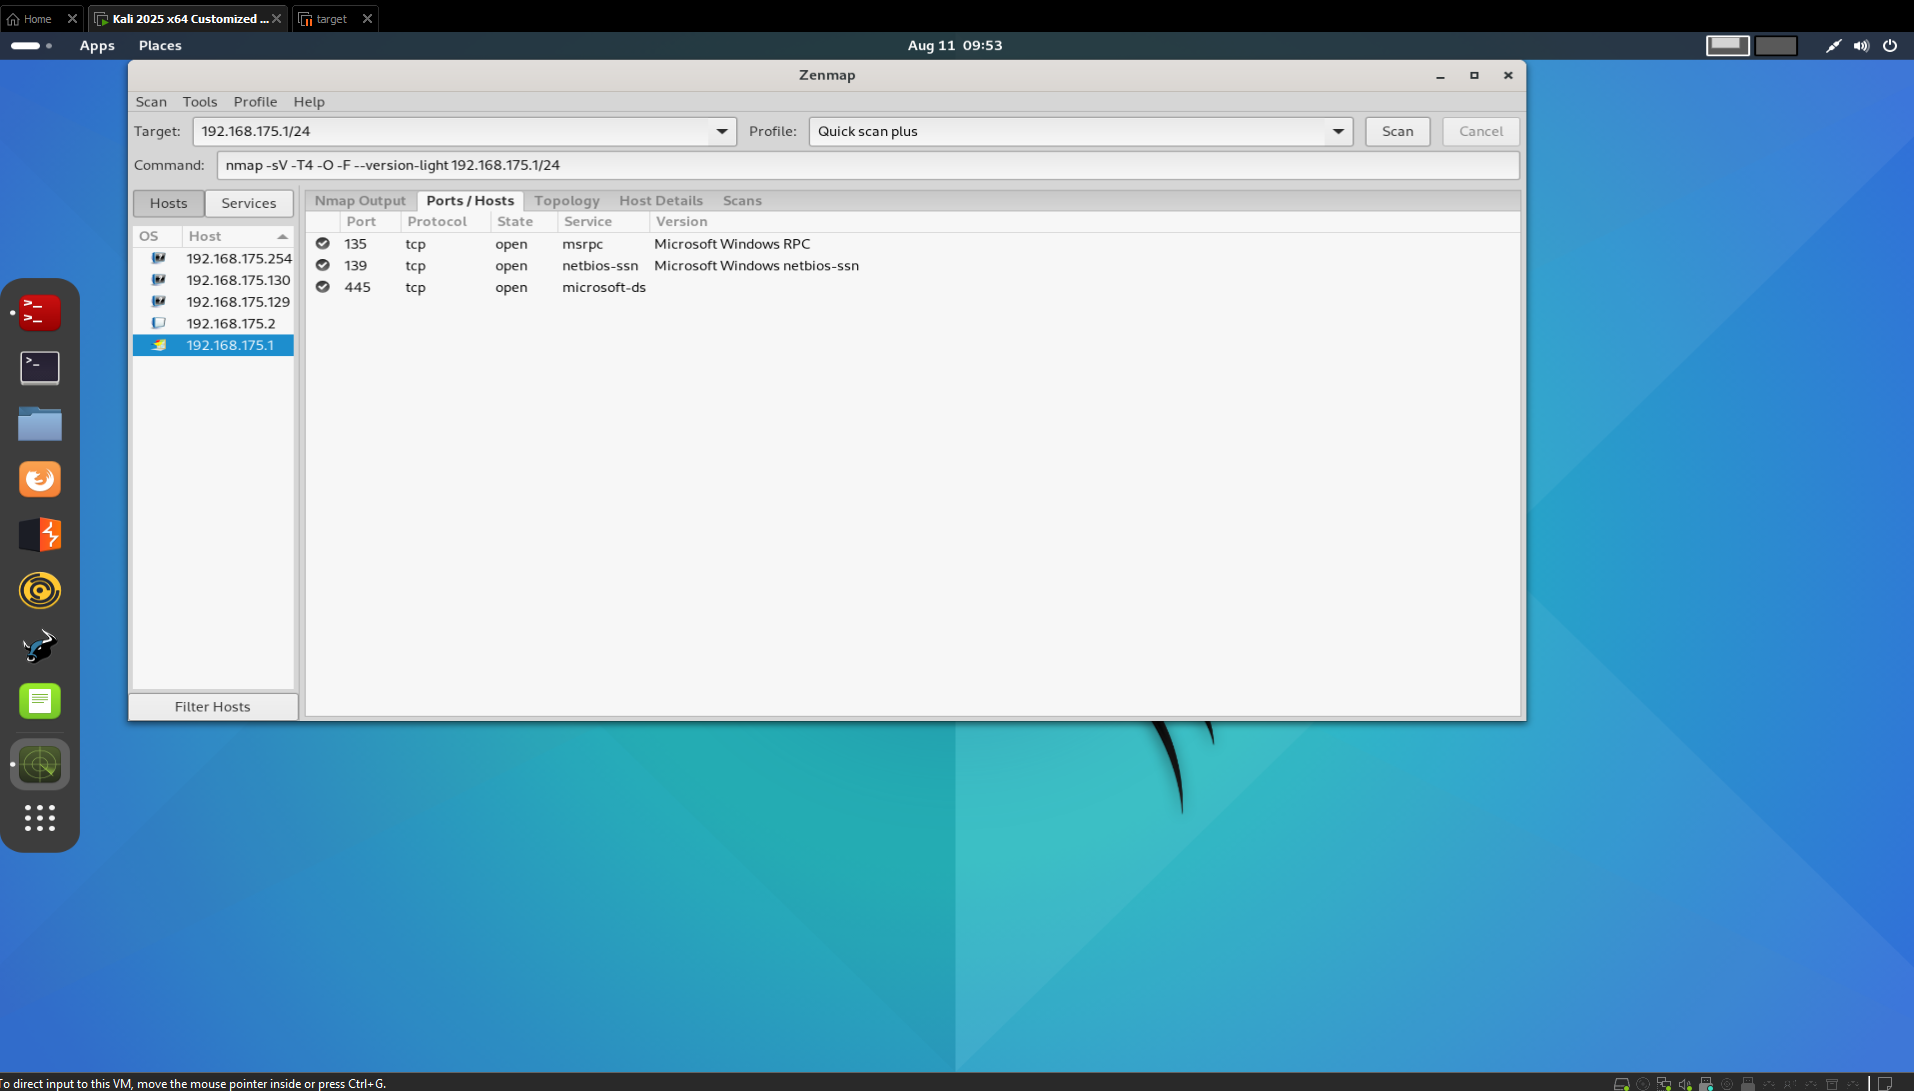 Home
Kali 2025 x64 Customized ...
target
Apps Places
Aug 11 09:53
Zenmap
Scan Tools Profile Help
Target: 192.168.175.1/24 Profile: Quick scan plus Scan Cancel
Command: nmap -sV -T4 -O -F --version-light 192.168.175.1/24
Hosts Services
Nmap Output Ports / Hosts Topology Host Details Scans
OS Host
192.168.175.254
192.168.175.130
192.168.175.129
192.168.175.2
192.168.175.1
Port Protocol State Service Version
135 tcp open msrpc Microsoft Windows RPC
139 tcp open netbios-ssn Microsoft Windows netbios-ssn
445 tcp open microsoft-ds
Filter Hosts
To direct input to this VM, move the mouse pointer inside or press Ctrl+G.